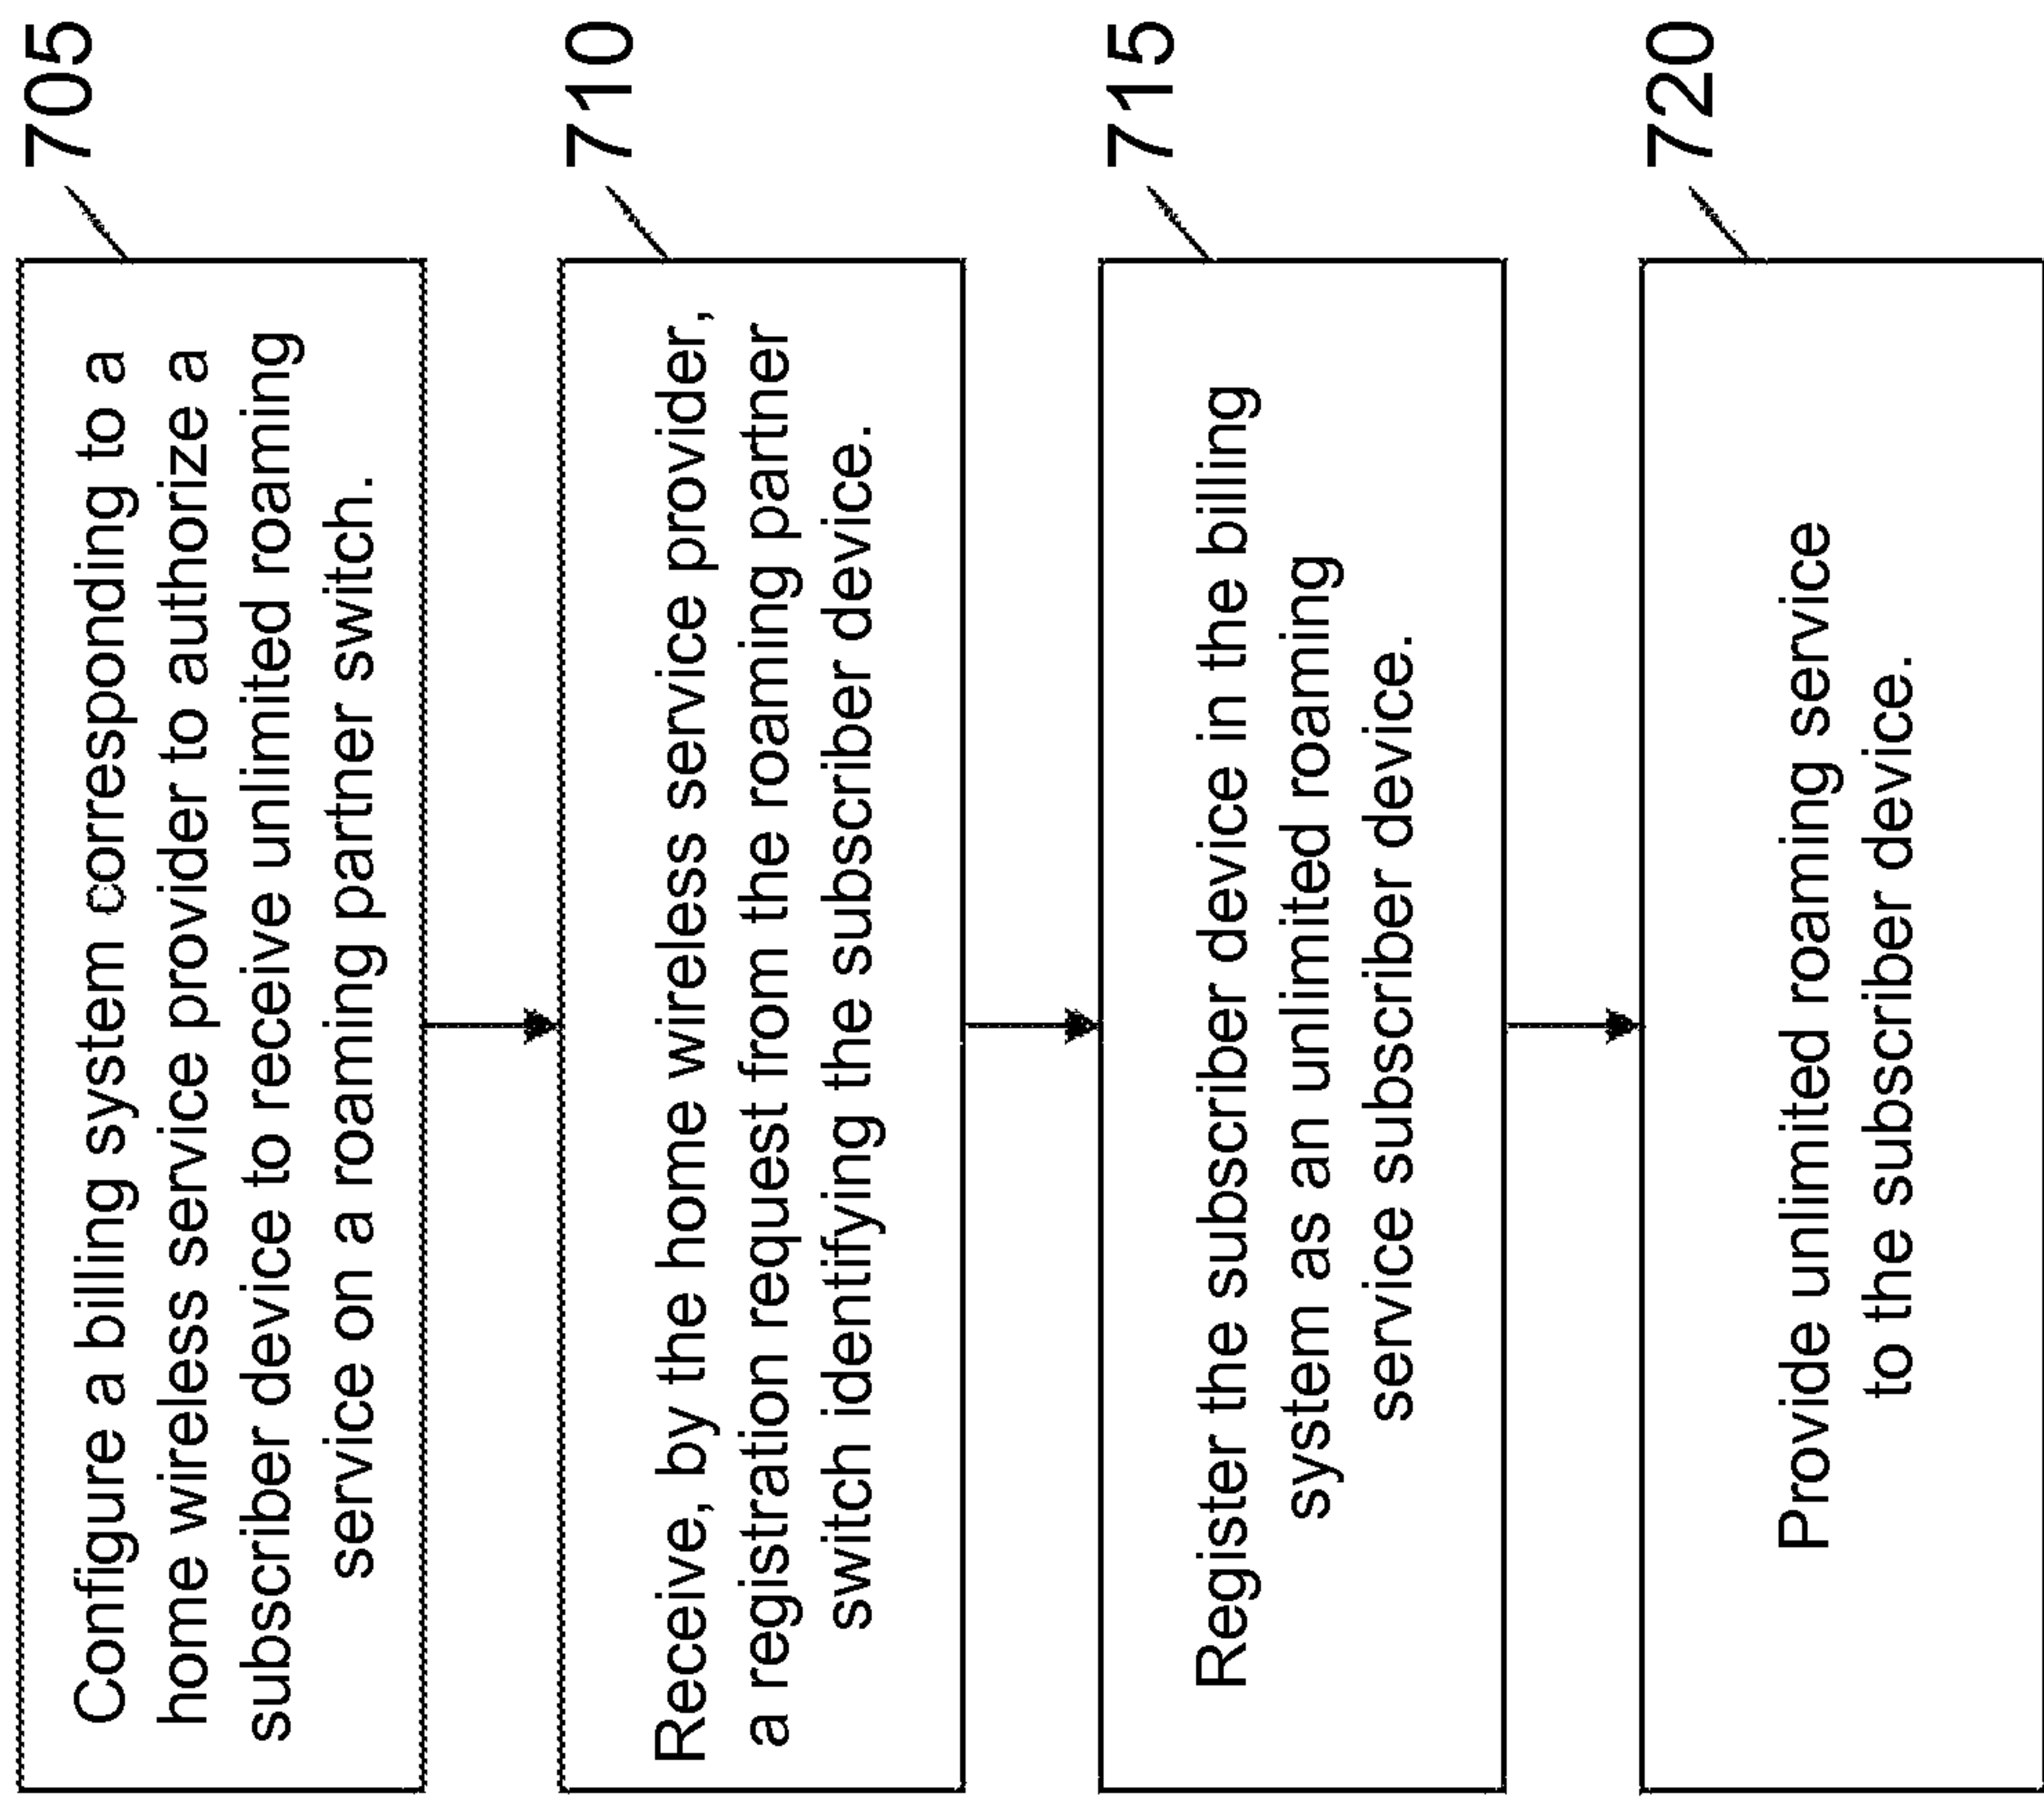 705
Configure a billing system corresponding to a
home wireless service provider to authorize a
subscriber device to receive unlimited roaming
service on a roaming partner switch.
710
Receive, by the home wireless service provider,
a registration request from the roaming partner
switch identifying the subscriber device.
715
Register the subscriber device in the billing
system as an unlimited roaming
service subscriber device.
720
Provide unlimited roaming service
to the subscriber device.